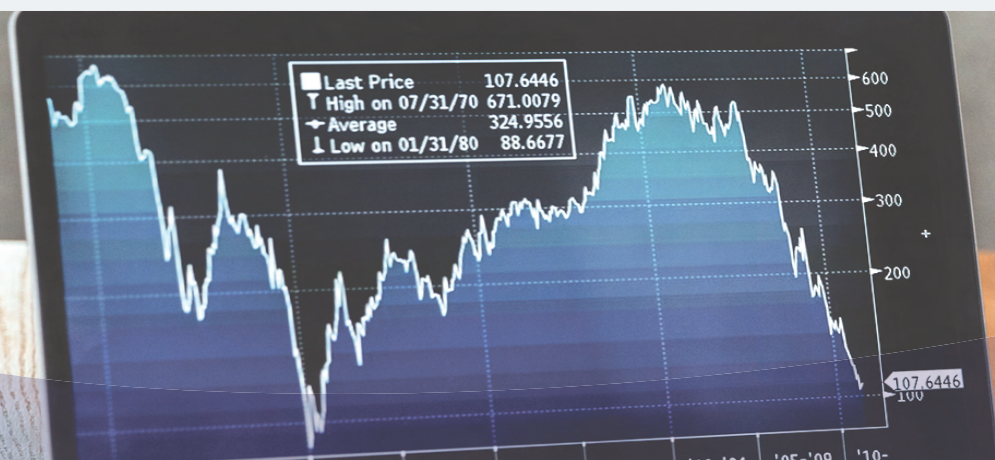 Last Price 107.6446
High on 07/31/70 671.0079
Average 324.9556
Low on 01/31/80 88.6677
600
500
400
300
200
107.6446
100
'05-'09 '10-